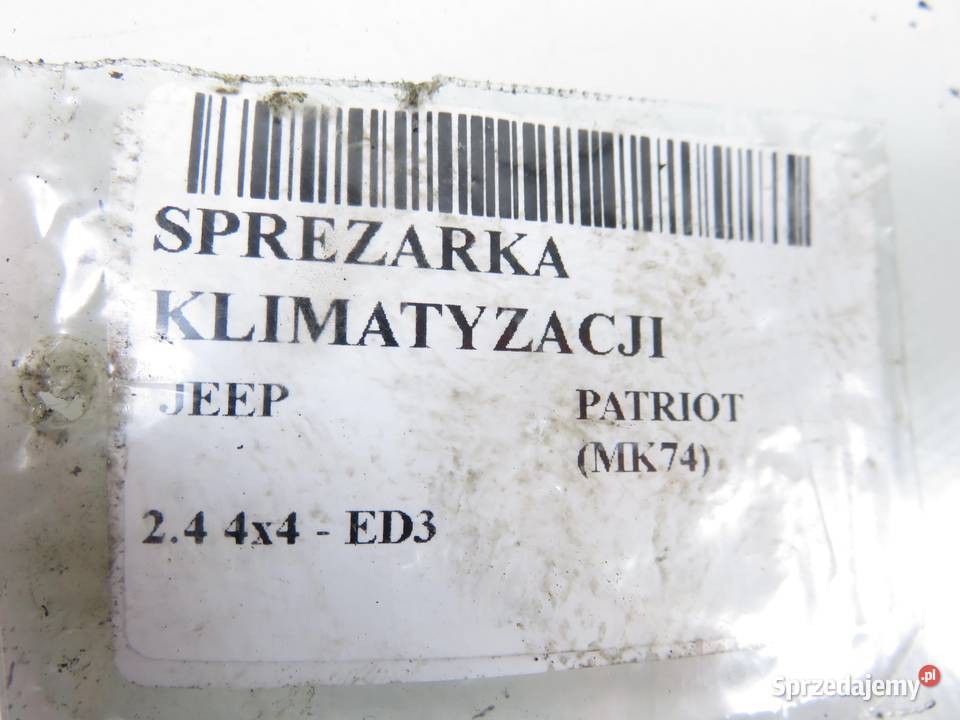 SPREZARKA
KLIMATYZACJI
JEEP PATRIOT
(MK74)
2.4 4x4 - ED3
Sprzedajemy.pl